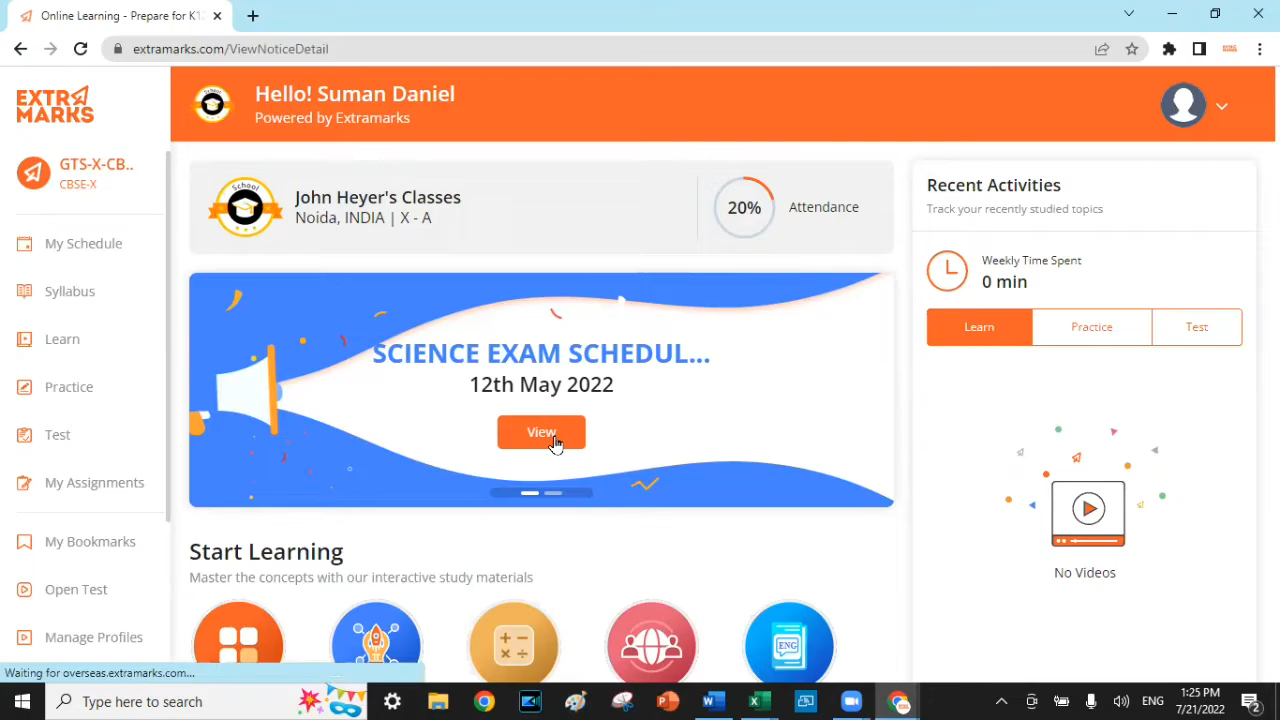 Online Learning - Prepare for K1
extramarks.com/ViewNoticeDetail
EXTRA
MARKS
Hello! Suman Daniel
Powered by Extramarks
GTS-X-CB..
CBSE-X
My Schedule
Syllabus
Learn
Practice
Test
My Assignments
My Bookmarks
Open Test
Manage Profiles
School
John Heyer's Classes
Noida, INDIA | X - A
20%
Attendance
SCIENCE EXAM SCHEDUL...
12th May 2022
View
Start Learning
Master the concepts with our interactive study materials
ENG
Recent Activities
Track your recently studied topics
Weekly Time Spent
0 min
Learn
Practice
Test
No Videos
Waiting for overseas.extramarks.com...
Type here to search
ENG
1:25 PM
7/21/2022
2